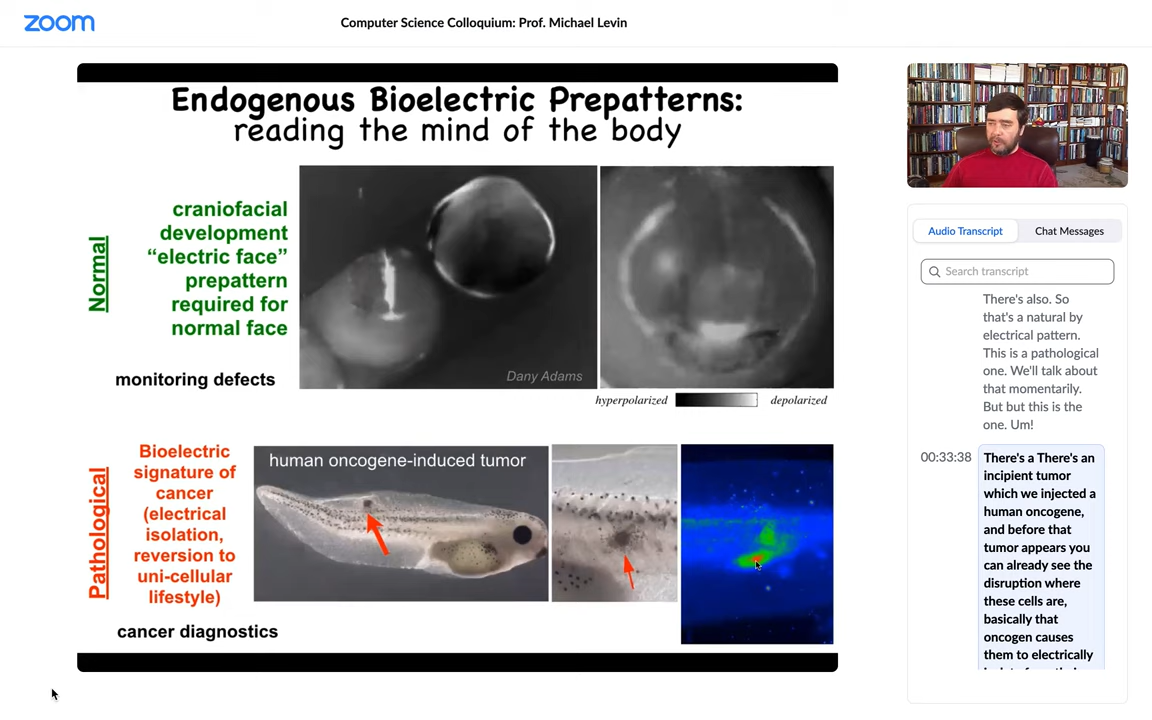 zoom
Computer Science Colloquium: Prof. Michael Levin
Endogenous Bioelectric Prepatterns:
reading the mind of the body
Normal
craniofacial
development
“electric face”
prepattern
required for
normal face
monitoring defects
Dany Adams
hyperpolarized
depolarized
Pathological
Bioelectric
signature of
cancer
(electrical
isolation,
reversion to
uni-cellular
lifestyle)
cancer diagnostics
human oncogene-induced tumor
Audio Transcript
Chat Messages
Search transcript
There's also. So
that's a natural by
electrical pattern.
This is a pathological
one. We'll talk about
that momentarily.
But but this is the
one. Um!
00:33:38
There's a There's an
incipient tumor
which we injected a
human oncogene,
and before that
tumor appears you
can already see the
disruption where
these cells are,
basically that
oncogen causes
them to electrically